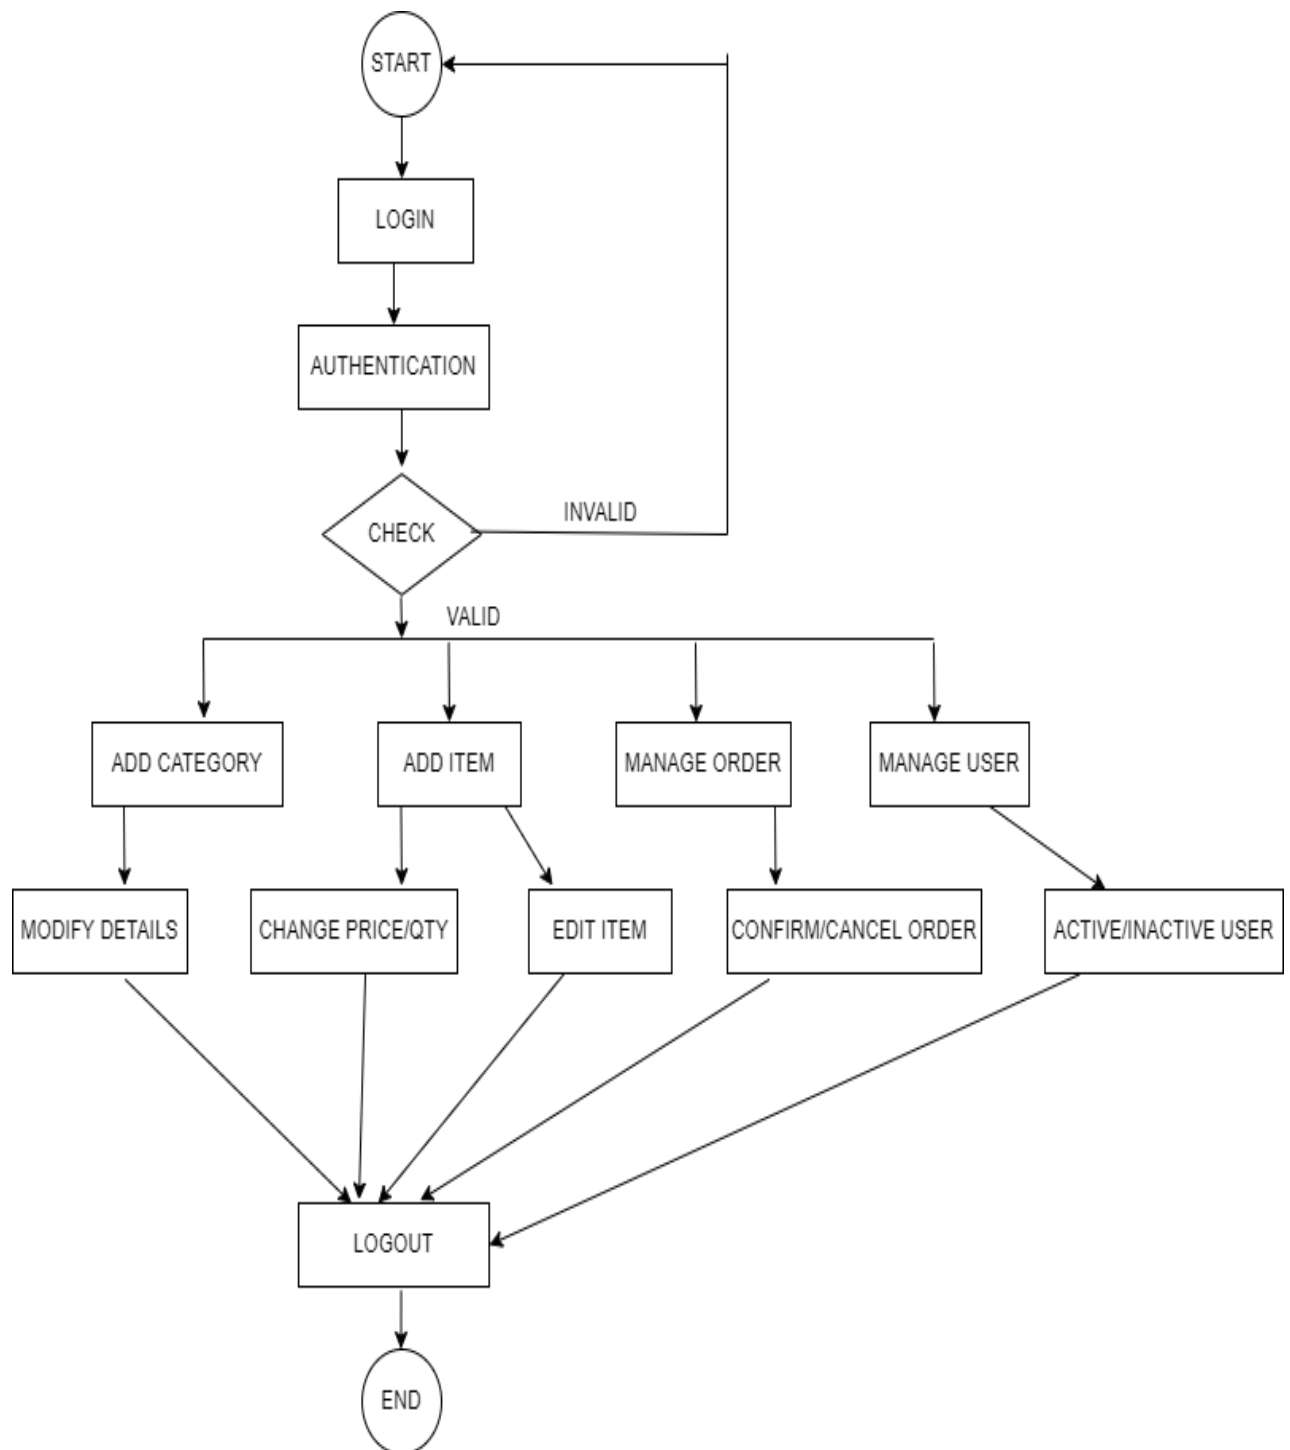 START
LOGIN
AUTHENTICATION
CHECK
INVALID
VALID
ADD CATEGORY
ADD ITEM
MANAGE ORDER
MANAGE USER
MODIFY DETAILS
CHANGE PRICE/QTY
EDIT ITEM
CONFIRM/CANCEL ORDER
ACTIVE/INACTIVE USER
LOGOUT
END